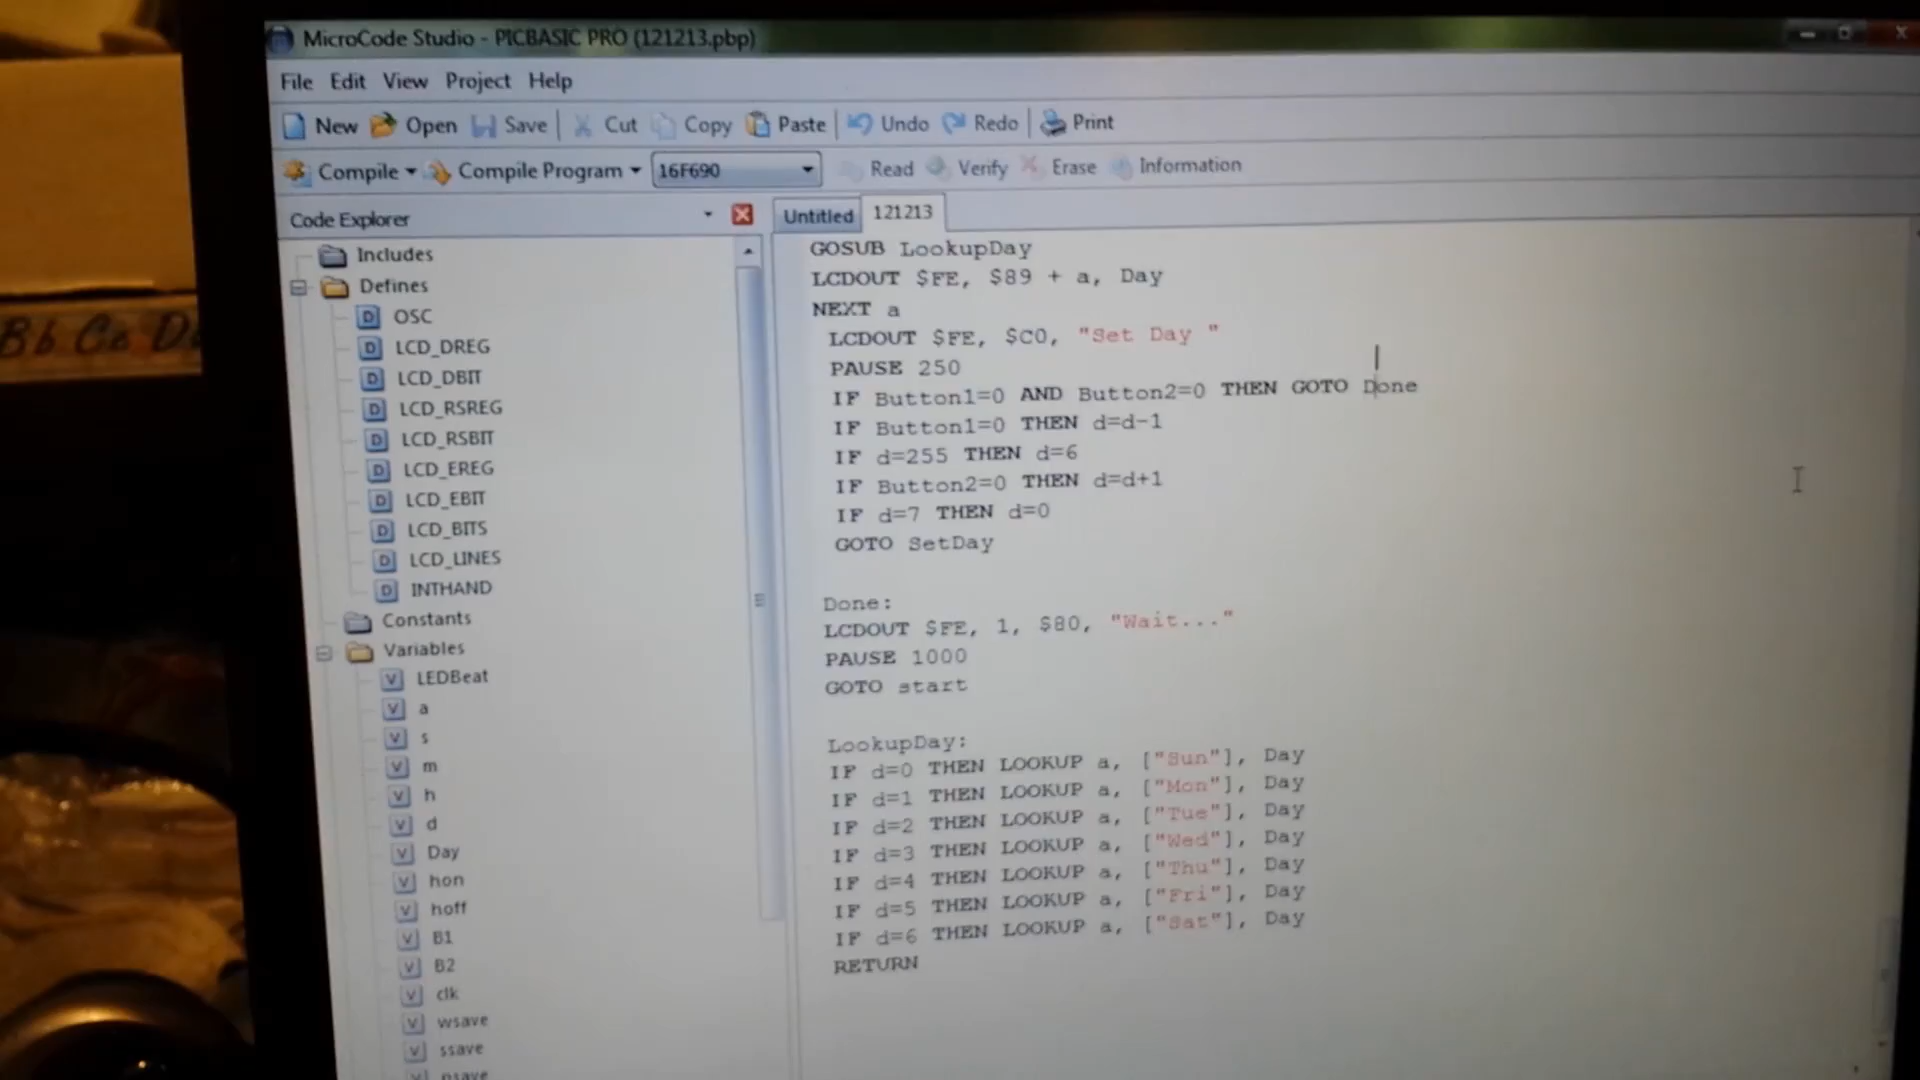 MicroCode Studio - PICBASIC PRO (121213.pbp)
File Edit View Project Help
New Open Save Cut Copy Paste Undo Redo Print
Compile Compile Program 16F690 Read Verify Erase Information
Code Explorer
Untitled 121213
Includes
Defines
OSC
LCD_DREG
LCD_DBIT
LCD_RSREG
LCD_RSBIT
LCD_EREG
LCD_EBIT
LCD_BITS
LCD_LINES
INTHAND
Constants
Variables
LEDBeat
a
s
m
h
d
Day
hon
hoff
B1
B2
clk
wsave
ssave
psave
GOSUB LookupDay
LCDOUT $FE, $89 + a, Day
NEXT a
LCDOUT $FE, $C0, "Set Day "
PAUSE 250
IF Button1=0 AND Button2=0 THEN GOTO Done
IF Button1=0 THEN d=d-1
IF d=255 THEN d=6
IF Button2=0 THEN d=d+1
IF d=7 THEN d=0
GOTO SetDay
Done:
LCDOUT $FE, 1, $80, "Wait..."
PAUSE 1000
GOTO start
LookupDay:
IF d=0 THEN LOOKUP a, ["Sun"], Day
IF d=1 THEN LOOKUP a, ["Mon"], Day
IF d=2 THEN LOOKUP a, ["Tue"], Day
IF d=3 THEN LOOKUP a, ["Wed"], Day
IF d=4 THEN LOOKUP a, ["Thu"], Day
IF d=5 THEN LOOKUP a, ["Fri"], Day
IF d=6 THEN LOOKUP a, ["Sat"], Day
RETURN
Bb Cc